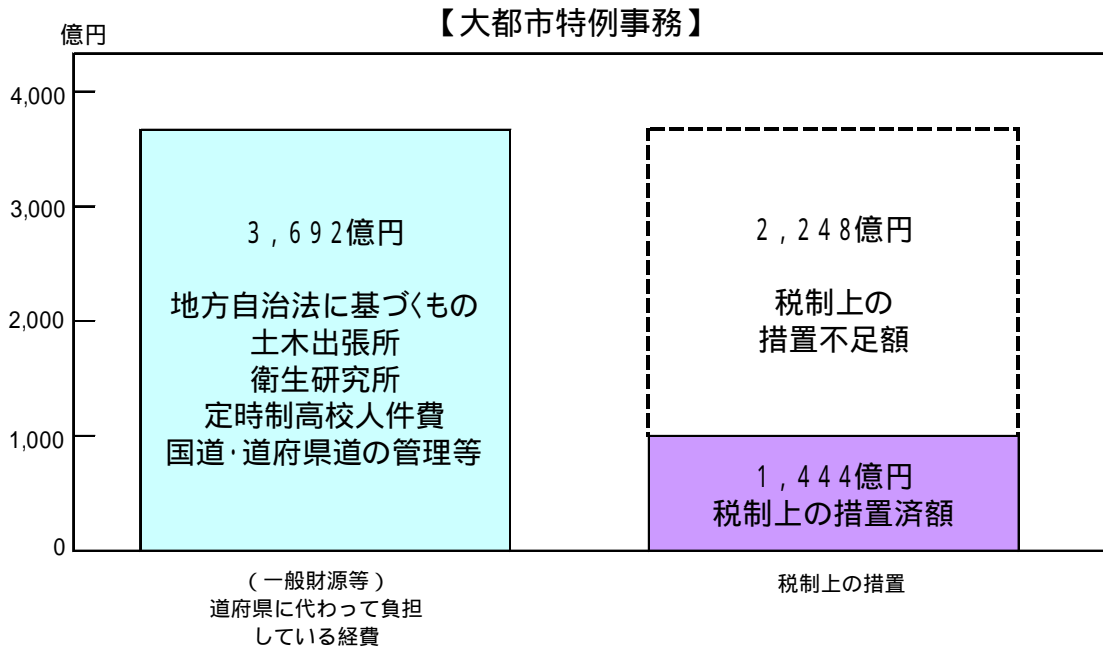 【大都市特例事務】
億円
4,000
3,000
2,000
1,000
0
3,692億円
地方自治法に基づくもの
土木出張所
衛生研究所
定時制高校人件費
国道・道府県道の管理等
2,248億円
税制上の
措置不足額
1,444億円
税制上の措置済額
（一般財源等）
道府県に代わって負担
している経費
税制上の措置